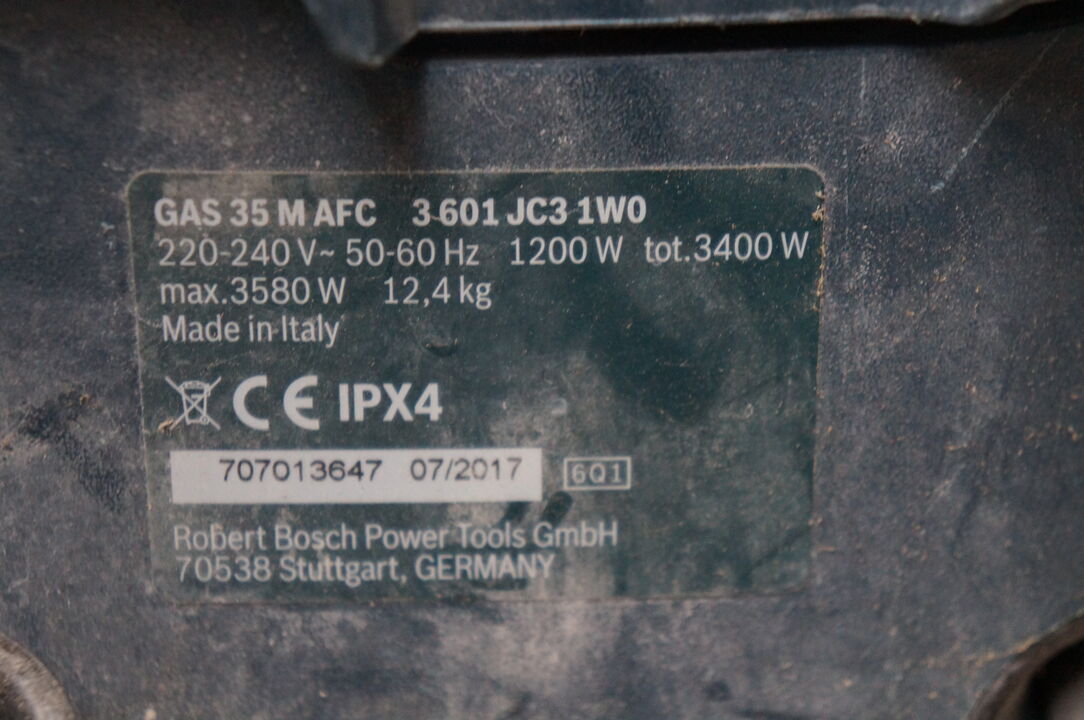 GAS 35 M AFC 3 601 JC3 1W0
220-240 V~ 50-60 Hz 1200 W tot.3400 W
max.3580 W 12,4 kg
Made in Italy
CE IPX4
707013647 07/2017 6Q1
Robert Bosch Power Tools GmbH
70538 Stuttgart, GERMANY